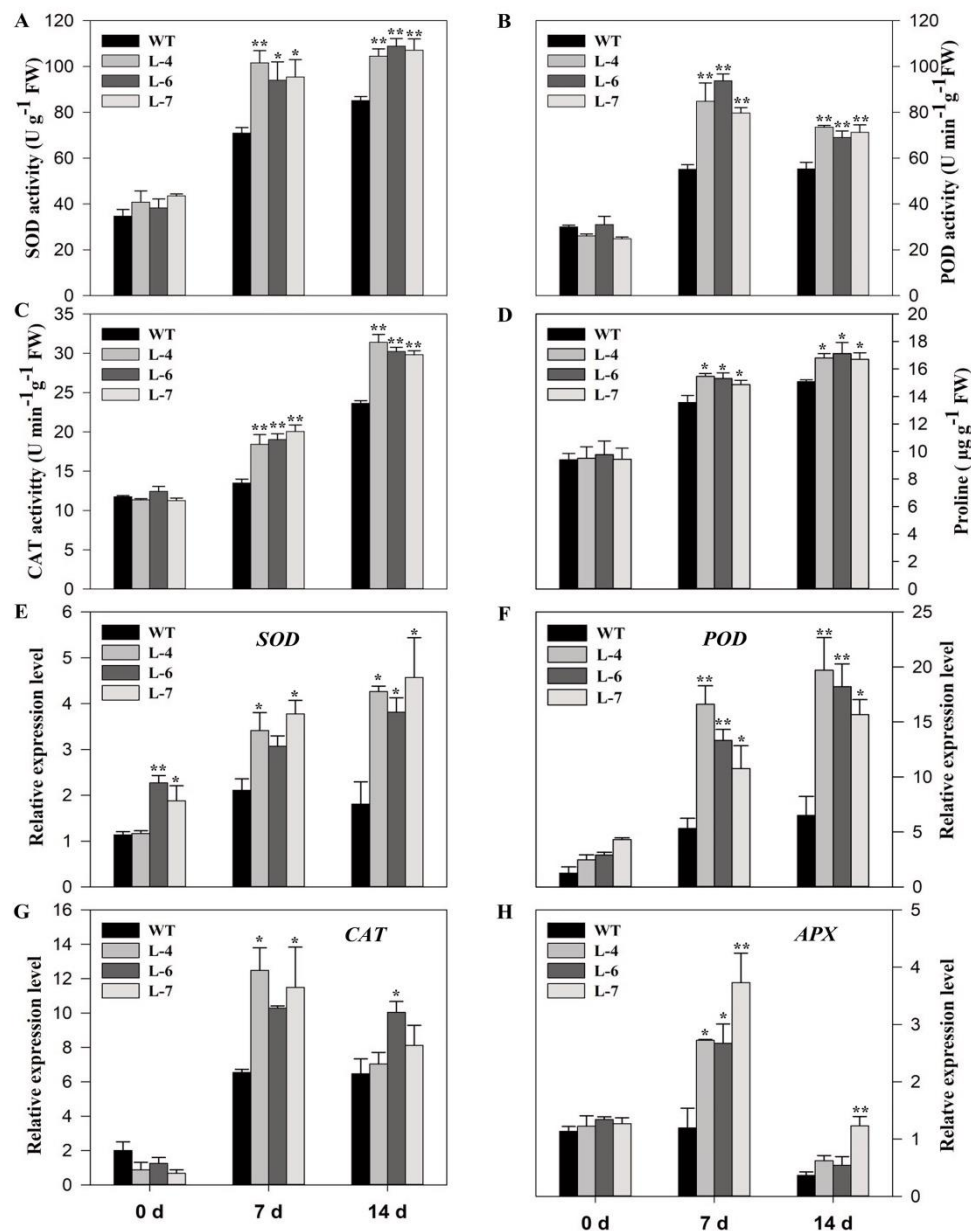 A
SOD activity (U g-1 FW)
120
100
80
60
40
20
0
WT
L-4
L-6
L-7
** * *
** ** **
B
POD activity (U min-1g-1FW)
120
100
80
60
40
20
0
WT
L-4
L-6
L-7
** ** **
** ** **
C
CAT activitty (U min-1g-1 FW)
35
30
25
20
15
10
5
0
WT
L-4
L-6
L-7
** ** **
** ** **
D
Proline ( µg g-1 FW)
20
18
16
14
12
10
8
6
4
2
0
WT
L-4
L-6
L-7
* * *
* * *
E
Relative expression level
6
5
4
3
2
1
0
WT
L-4
L-6
L-7
SOD
** *
* *
* * *
F
Relative expression level
25
20
15
10
5
0
WT
L-4
L-6
L-7
POD
** ** *
** ** *
G
Relative expression level
16
14
12
10
8
6
4
2
0
WT
L-4
L-6
L-7
CAT
* *
*
0 d 7 d 14 d
H
Relative expression level
5
4
3
2
1
0
WT
L-4
L-6
L-7
APX
* * **
**
0 d 7 d 14 d